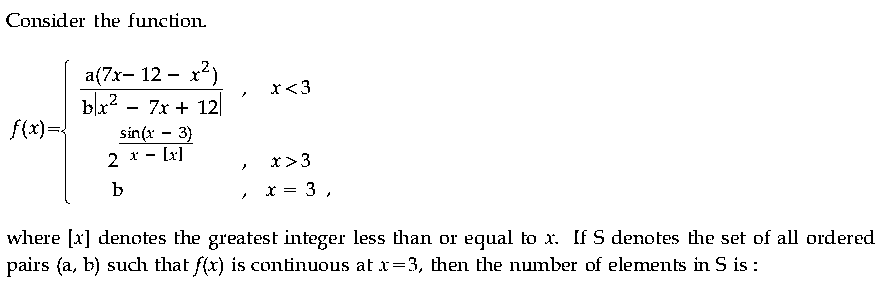 Consider the function.
a(7x− 12 − x²)
b|x² − 7x + 12| , x<3
f(x)=
sin(x − 3)
2 x − [x] , x>3
b , x = 3 ,
where [x] denotes the greatest integer less than or equal to x. If S denotes the set of all ordered
pairs (a, b) such that f(x) is continuous at x=3, then the number of elements in S is :